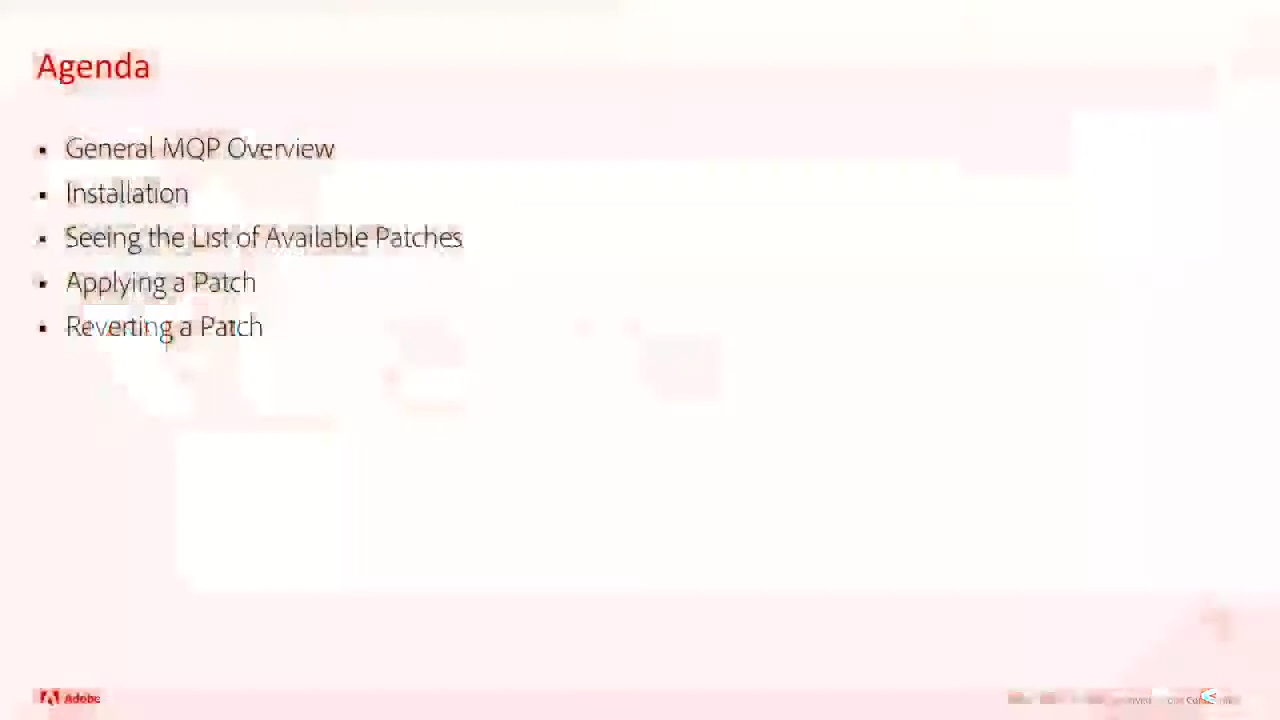 Agenda
General MQP Overview
Installation
Seeing the List of Available Patches
Applying a Patch
Reverting a Patch
Adobe